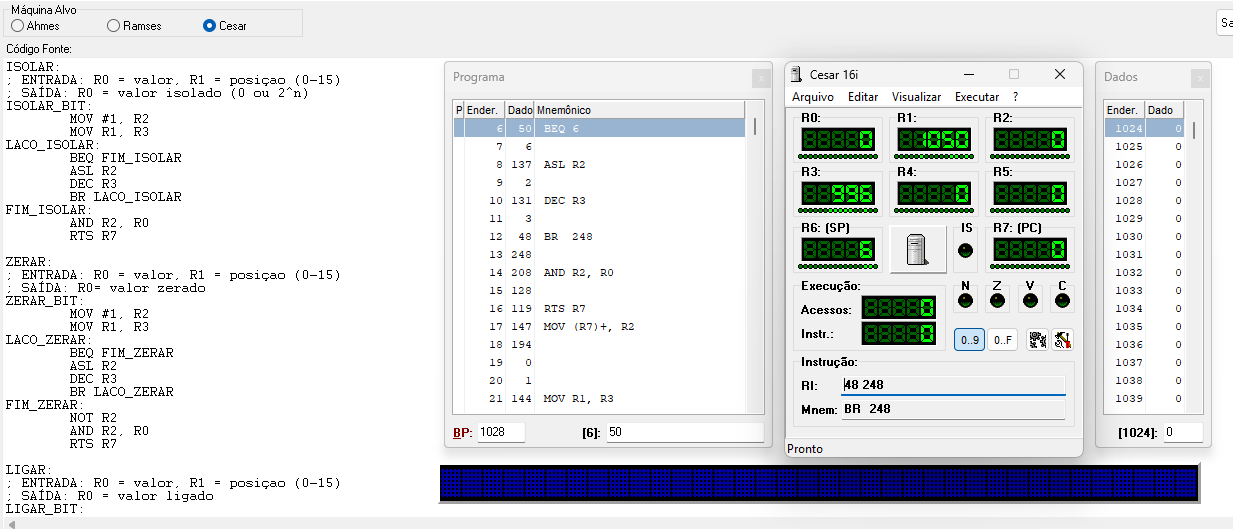 Máquina Alvo
Ahmes Ramses Cesar
Código Fonte:
ISOLAR:
; ENTRADA: R0 = valor, R1 = posiçao (0-15)
; SAÍDA: R0 = valor isolado (0 ou 2^n)
ISOLAR_BIT:
MOV #1, R2
MOV R1, R3
LACO_ISOLAR:
BEQ FIM_ISOLAR
ASL R2
DEC R3
BR LACO_ISOLAR
FIM_ISOLAR:
AND R2, R0
RTS R7
ZERAR:
; ENTRADA: R0 = valor, R1 = posiçao (0-15)
; SAÍDA: R0= valor zerado
ZERAR_BIT:
MOV #1, R2
MOV R1, R3
LACO_ZERAR:
BEQ FIM_ZERAR
ASL R2
DEC R3
BR LACO_ZERAR
FIM_ZERAR:
NOT R2
AND R2, R0
RTS R7
LIGAR:
; ENTRADA: R0 = valor, R1 = posiçao (0-15)
; SAÍDA: R0 = valor ligado
LIGAR_BIT:
Programa
x
P Ender. Dado Mnemônico
6 50 BEQ 6
7 6
8 137 ASL R2
9 2
10 131 DEC R3
11 3
12 48 BR 248
13 248
14 208 AND R2, R0
15 128
16 119 RTS R7
17 147 MOV (R7)+, R2
18 194
19 0
20 1
21 144 MOV R1, R3
BP: 1028 [6]: 50
Cesar 16i
Arquivo Editar Visualizar Executar ?
R0: R1: R2:
0 1050 0
R3: R4: R5:
996 0 0
R6: (SP) IS R7: (PC)
6 0
Execução: N Z V C
Acessos: 0
Instr.: 0
0..9 0..F
Instrução:
RI: 48 248
Mnem: BR 248
Pronto
Sa
Dados
x
Ender. Dado
1024 0
1025 0
1026 0
1027 0
1028 0
1029 0
1030 0
1031 0
1032 0
1033 0
1034 0
1035 0
1036 0
1037 0
1038 0
1039 0
[1024]: 0